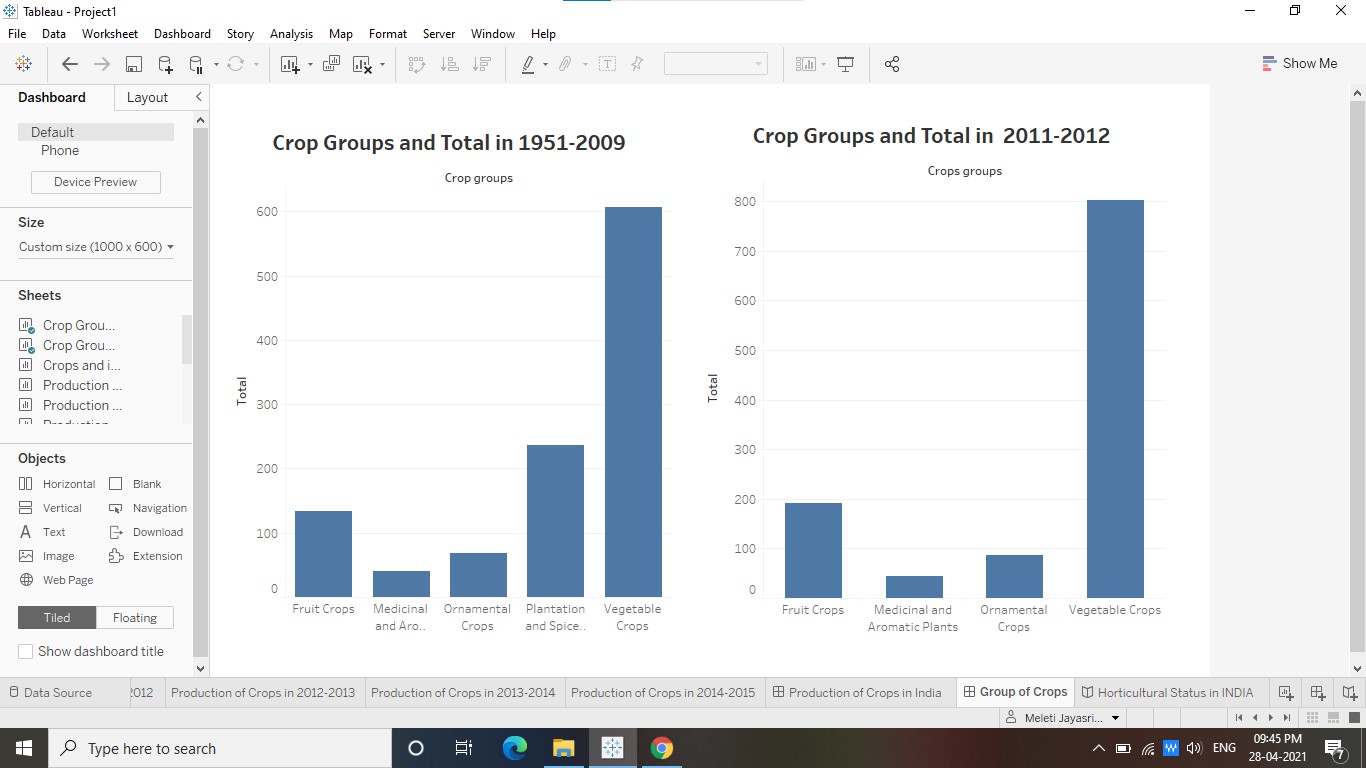 Tableau - Project1
File Data Worksheet Dashboard Story Analysis Map Format Server Window Help
Show Me
Dashboard Layout
Default
Phone
Device Preview
Size
Custom size (1000 x 600)
Sheets
Crop Grou...
Crop Grou...
Crops and i...
Production ...
Production ...
Objects
Horizontal Blank
Vertical Navigation
Text Download
Image Extension
Web Page
Tiled Floating
Show dashboard title
Crop Groups and Total in 1951-2009
Crop groups
Total
600
500
400
300
200
100
0
Fruit Crops
Medicinal
and Aro..
Ornamental
Crops
Plantation
and Spice..
Vegetable
Crops
Crop Groups and Total in 2011-2012
Crops groups
Total
800
700
600
500
400
300
200
100
0
Fruit Crops
Medicinal and
Aromatic Plants
Ornamental
Crops
Vegetable Crops
Data Source 2012 Production of Crops in 2012-2013 Production of Crops in 2013-2014 Production of Crops in 2014-2015 Production of Crops in India Group of Crops Horticultural Status in INDIA
Meleti Jayasri...
Type here to search
W
ENG
09:45 PM
28-04-2021
7